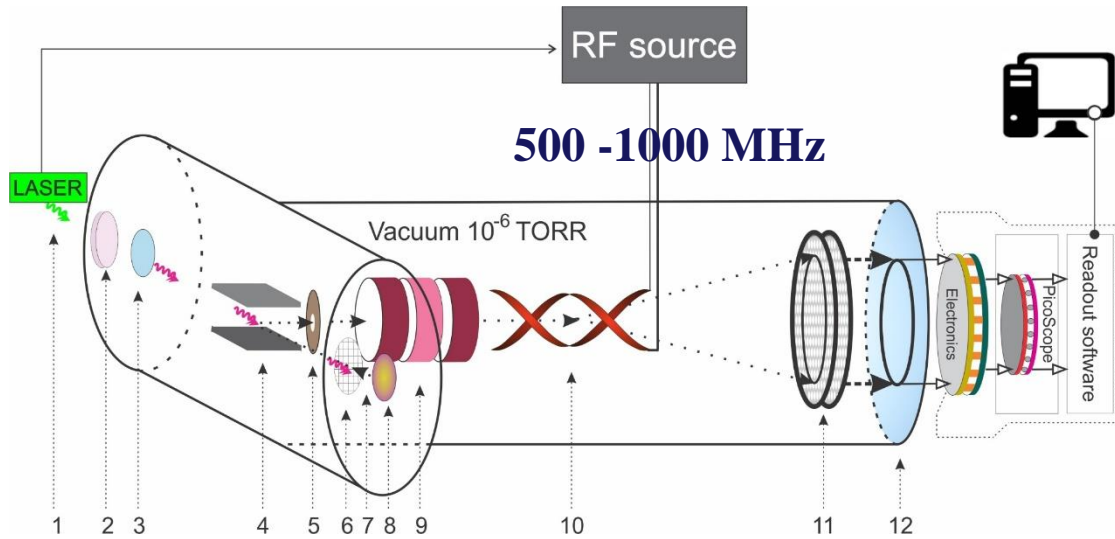 RF source
500 -1000 MHz
LASER
Vacuum 10⁻⁶ TORR
Electronics
PicoScope
Readout software
1 2 3 4 5 6 7 8 9 10 11 12